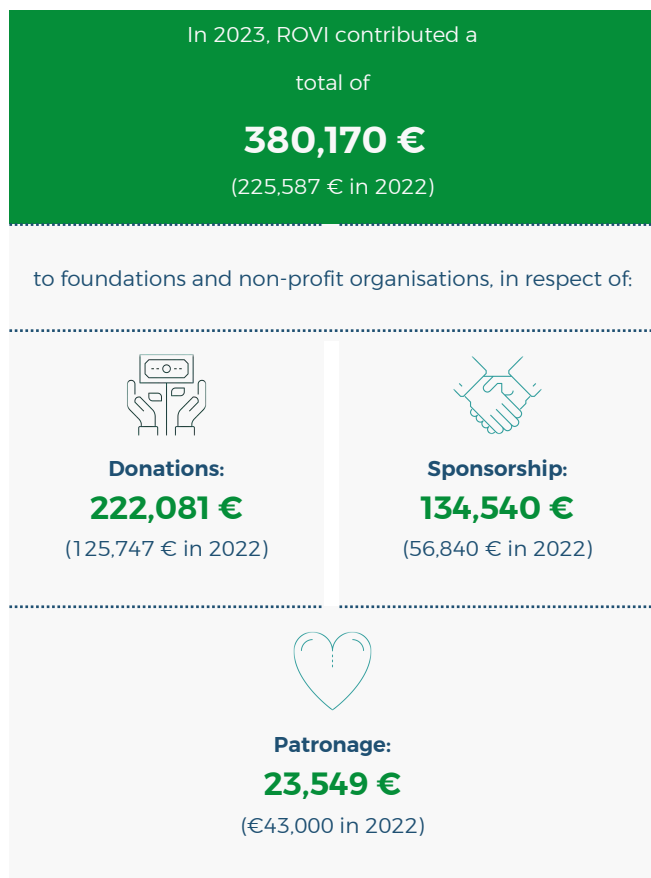 In 2023, ROVI contributed a
total of
380,170 €
(225,587 € in 2022)
to foundations and non-profit organisations, in respect of:
Donations:
222,081 €
(125,747 € in 2022)
Sponsorship:
134,540 €
(56,840 € in 2022)
Patronage:
23,549 €
(€43,000 in 2022)